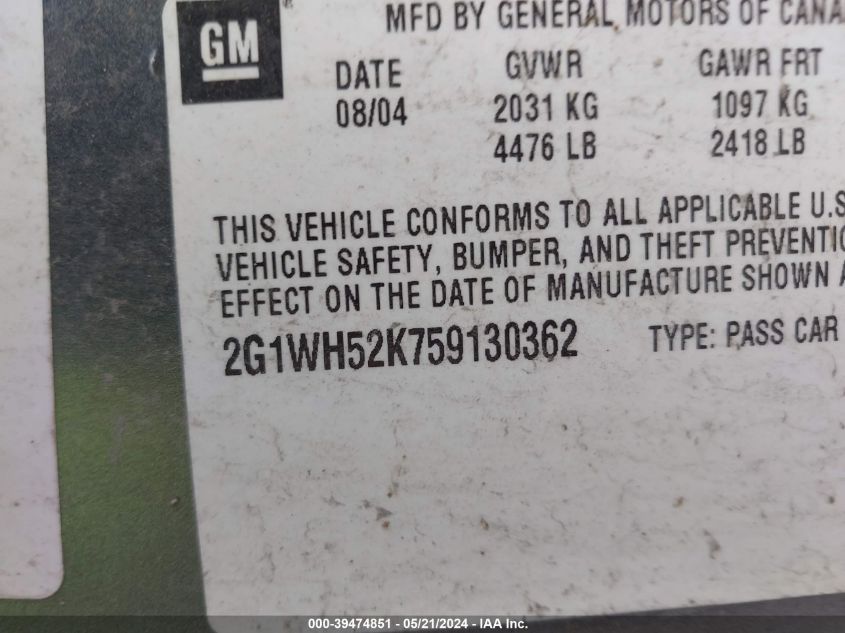 GM
MFD BY GENERAL MOTORS OF CANA
DATE GVWR GAWR FRT
08/04 2031 KG 1097 KG
4476 LB 2418 LB
THIS VEHICLE CONFORMS TO ALL APPLICABLE U.S
VEHICLE SAFETY, BUMPER, AND THEFT PREVENTIO
EFFECT ON THE DATE OF MANUFACTURE SHOWN A
2G1WH52K759130362 TYPE: PASS CAR
000-39474851 / 05/21/2024 - IAA Inc.